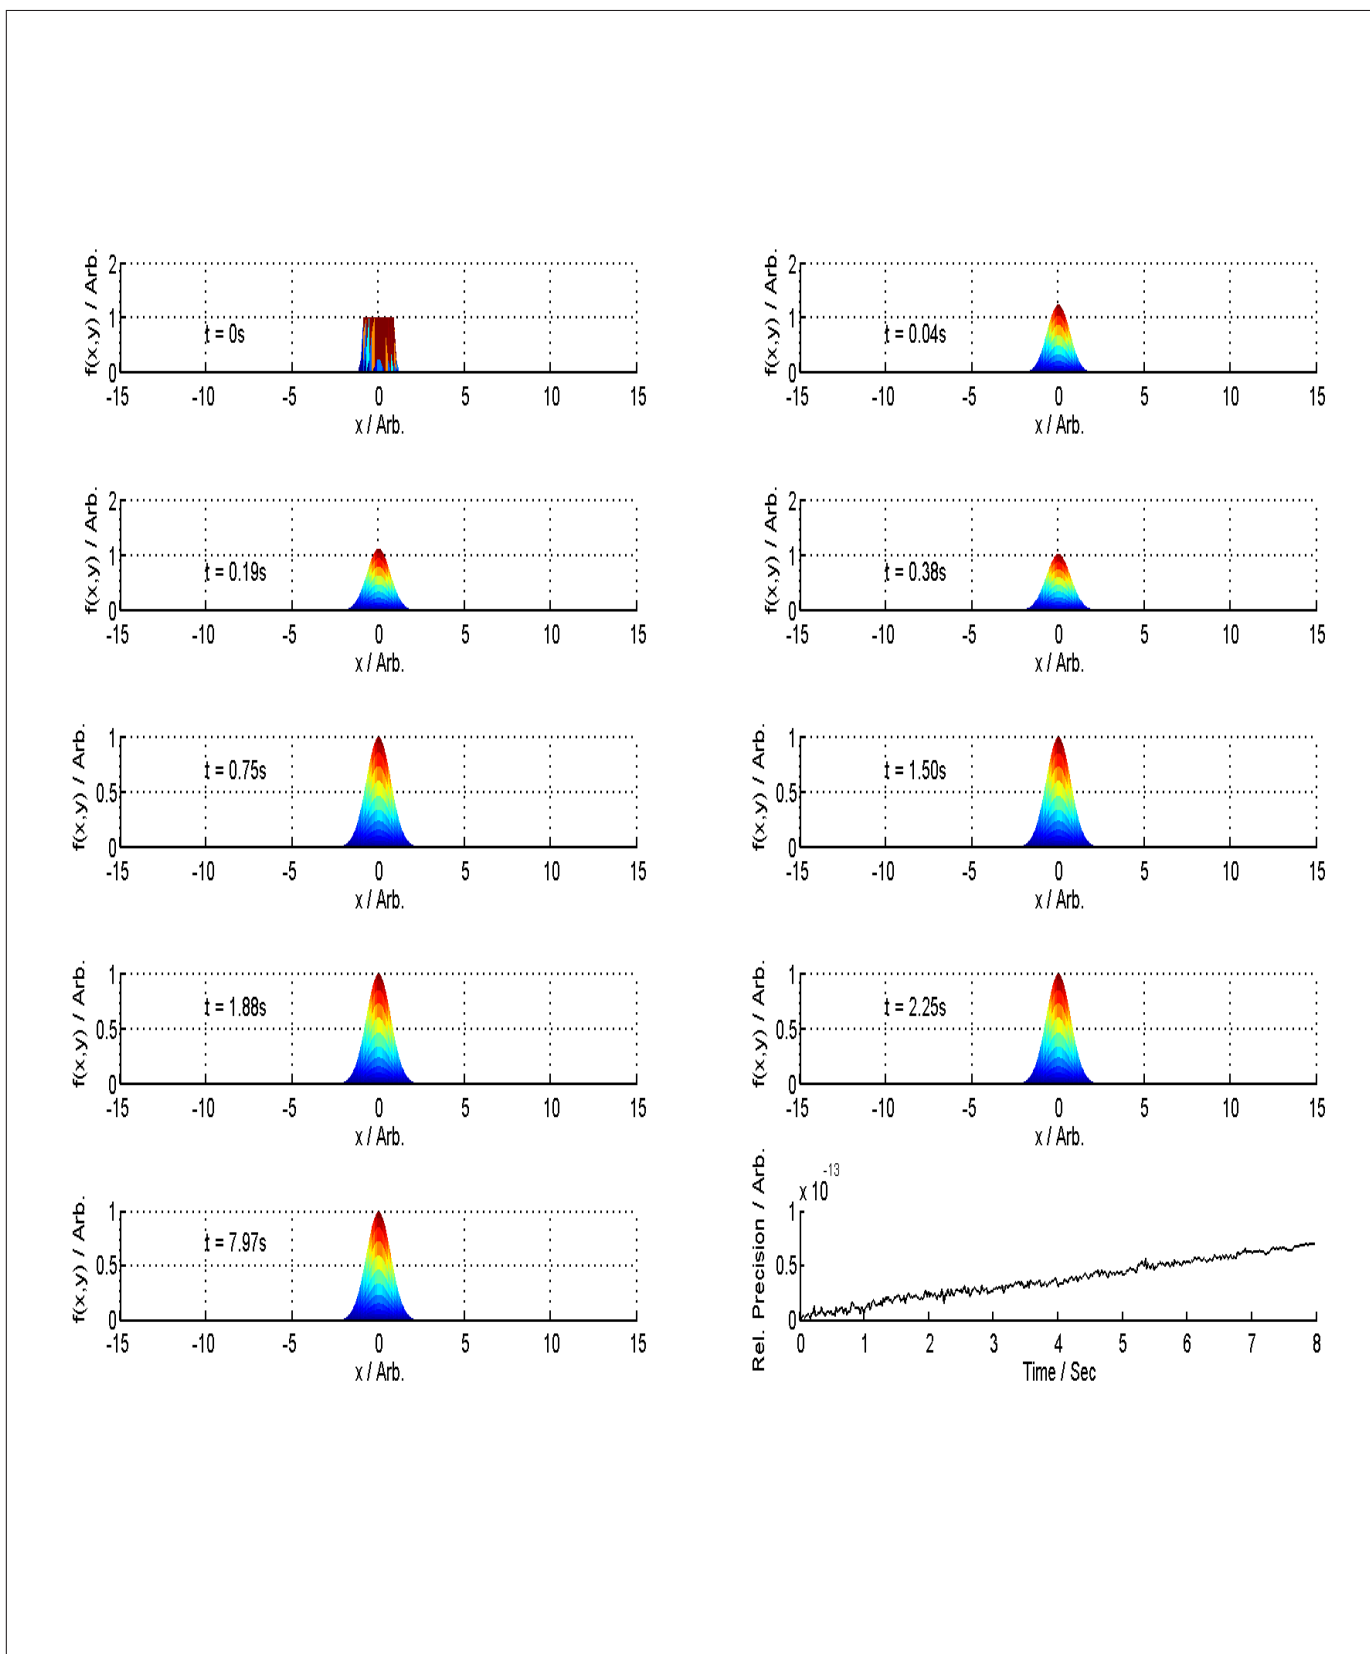 f(x,y) / Arb.
2
1
0
t = 0s
-15 -10 -5 0 5 10 15
x / Arb.
f(x,y) / Arb.
2
1
0
t = 0.04s
-15 -10 -5 0 5 10 15
x / Arb.
f(x,y) / Arb.
2
1
0
t = 0.19s
-15 -10 -5 0 5 10 15
x / Arb.
f(x,y) / Arb.
2
1
0
t = 0.38s
-15 -10 -5 0 5 10 15
x / Arb.
f(x,y) / Arb.
1
0.5
0
t = 0.75s
-15 -10 -5 0 5 10 15
x / Arb.
f(x,y) / Arb.
1
0.5
0
t = 1.50s
-15 -10 -5 0 5 10 15
x / Arb.
f(x,y) / Arb.
1
0.5
0
t = 1.88s
-15 -10 -5 0 5 10 15
x / Arb.
f(x,y) / Arb.
1
0.5
0
t = 2.25s
-15 -10 -5 0 5 10 15
x / Arb.
f(x,y) / Arb.
1
0.5
0
t = 7.97s
-15 -10 -5 0 5 10 15
x / Arb.
Rel. Precision / Arb.
x 10^-13
1
0.5
0
0 1 2 3 4 5 6 7 8
Time / Sec